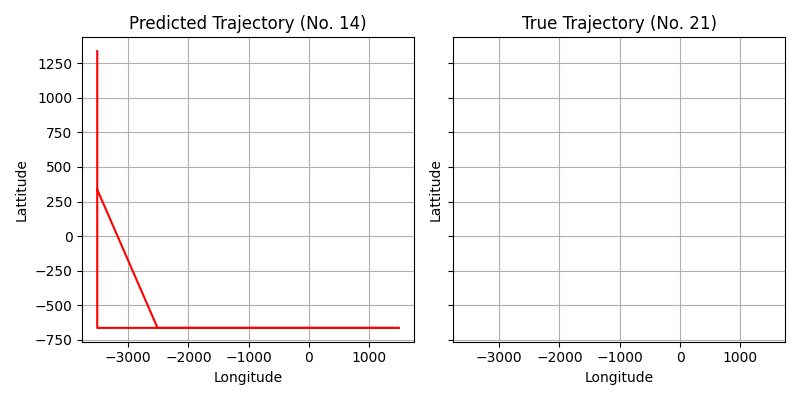 Predicted Trajectory (No. 14)
True Trajectory (No. 21)
Lattitude
1250
1000
750
500
250
0
−250
−500
−750
−3000 −2000 −1000 0 1000
Longitude
Lattitude
−3000 −2000 −1000 0 1000
Longitude